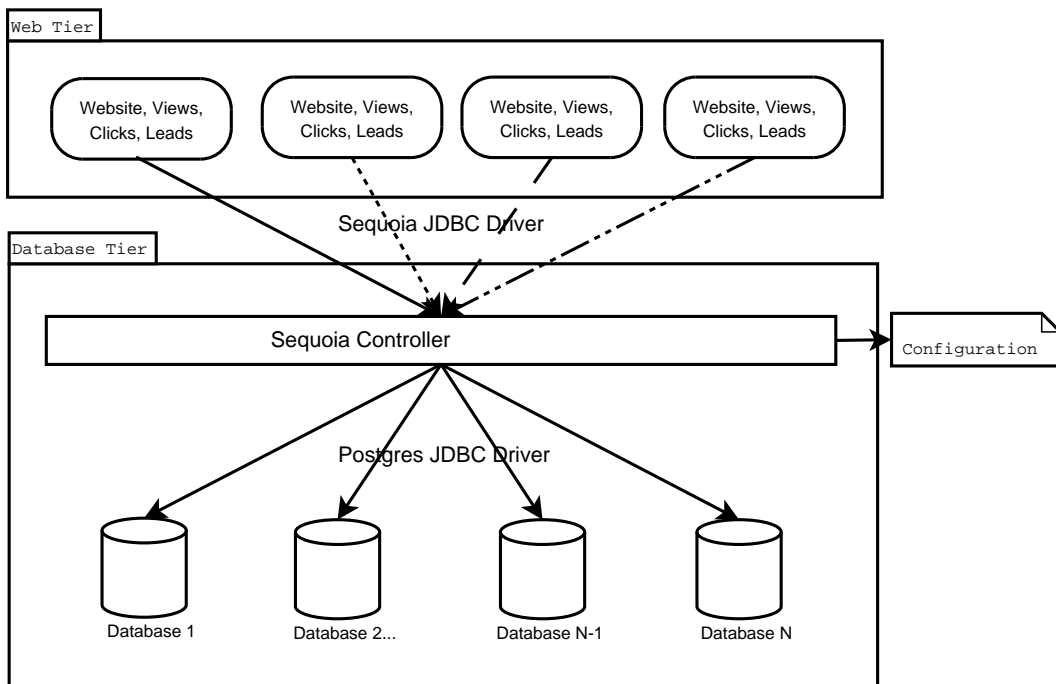 Web Tier
Website, Views,
Clicks, Leads
Website, Views,
Clicks, Leads
Website, Views,
Clicks, Leads
Website, Views,
Clicks, Leads
Sequoia JDBC Driver
Database Tier
Sequoia Controller
Configuration
Postgres JDBC Driver
Database 1
Database 2...
Database N-1
Database N